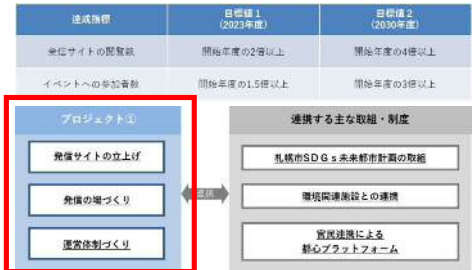 達成指標
目標値1
(2023年度)
目標値2
(2030年度)
発信サイトの閲覧数
開始年度の2倍以上
開始年度の4倍以上
イベントへの参加者数
開始年度の1.5倍以上
開始年度の3倍以上
プロジェクト①
連携する主な取組・制度
発信サイトの立上げ
札幌市SDGs未来都市計画の取組
発信の場づくり
連携
環境関連施設との連携
運営体制づくり
官民連携による
都心プラットフォーム